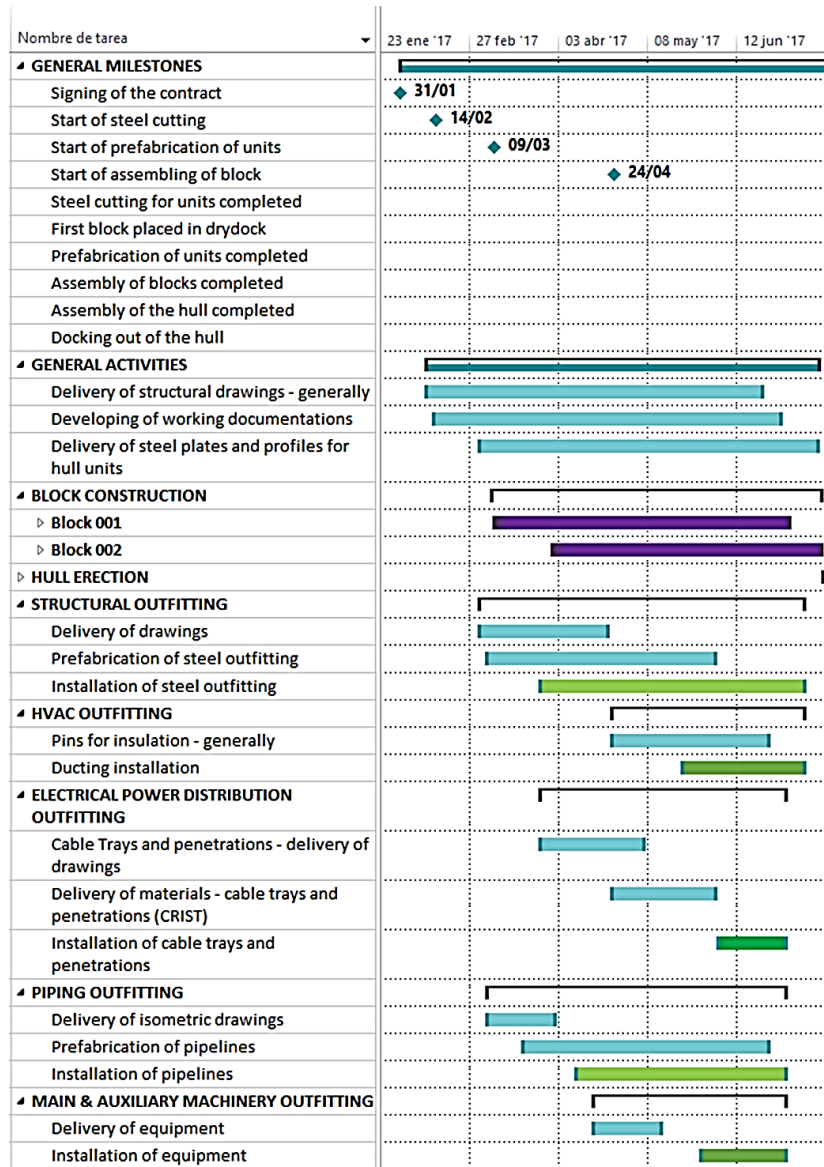 Nombre de tarea
23 ene '17 27 feb '17 03 abr '17 08 may '17 12 jun '17
GENERAL MILESTONES
Signing of the contract 31/01
Start of steel cutting 14/02
Start of prefabrication of units 09/03
Start of assembling of block 24/04
Steel cutting for units completed
First block placed in drydock
Prefabrication of units completed
Assembly of blocks completed
Assembly of the hull completed
Docking out of the hull
GENERAL ACTIVITIES
Delivery of structural drawings - generally
Developing of working documentations
Delivery of steel plates and profiles for
hull units
BLOCK CONSTRUCTION
Block 001
Block 002
HULL ERECTION
STRUCTURAL OUTFITTING
Delivery of drawings
Prefabrication of steel outfitting
Installation of steel outfitting
HVAC OUTFITTING
Pins for insulation - generally
Ducting installation
ELECTRICAL POWER DISTRIBUTION
OUTFITTING
Cable Trays and penetrations - delivery of
drawings
Delivery of materials - cable trays and
penetrations (CRIST)
Installation of cable trays and
penetrations
PIPING OUTFITTING
Delivery of isometric drawings
Prefabrication of pipelines
Installation of pipelines
MAIN & AUXILIARY MACHINERY OUTFITTING
Delivery of equipment
Installation of equipment